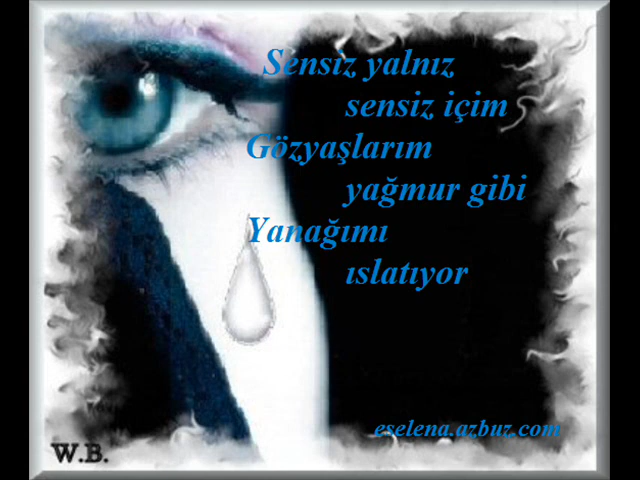 Sensiz yalnız
sensiz içim
Gözyaşlarım
yağmur gibi
Yanağımı
ıslatıyor
eselena.azbuz.com
W.B.